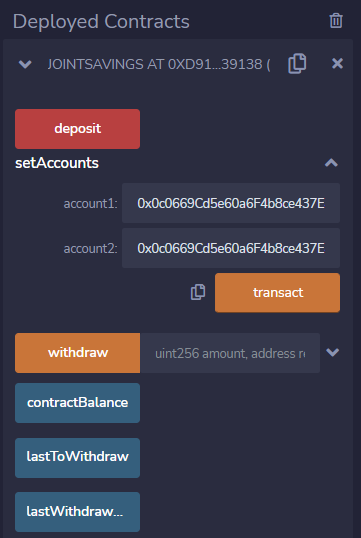 Deployed Contracts
JOINTSAVINGS AT 0XD91...39138 (
deposit
setAccounts
account1: 0x0c0669Cd5e60a6F4b8ce437E
account2: 0x0c0669Cd5e60a6F4b8ce437E
transact
withdraw uint256 amount, address re
contractBalance
lastToWithdraw
lastWithdraw...